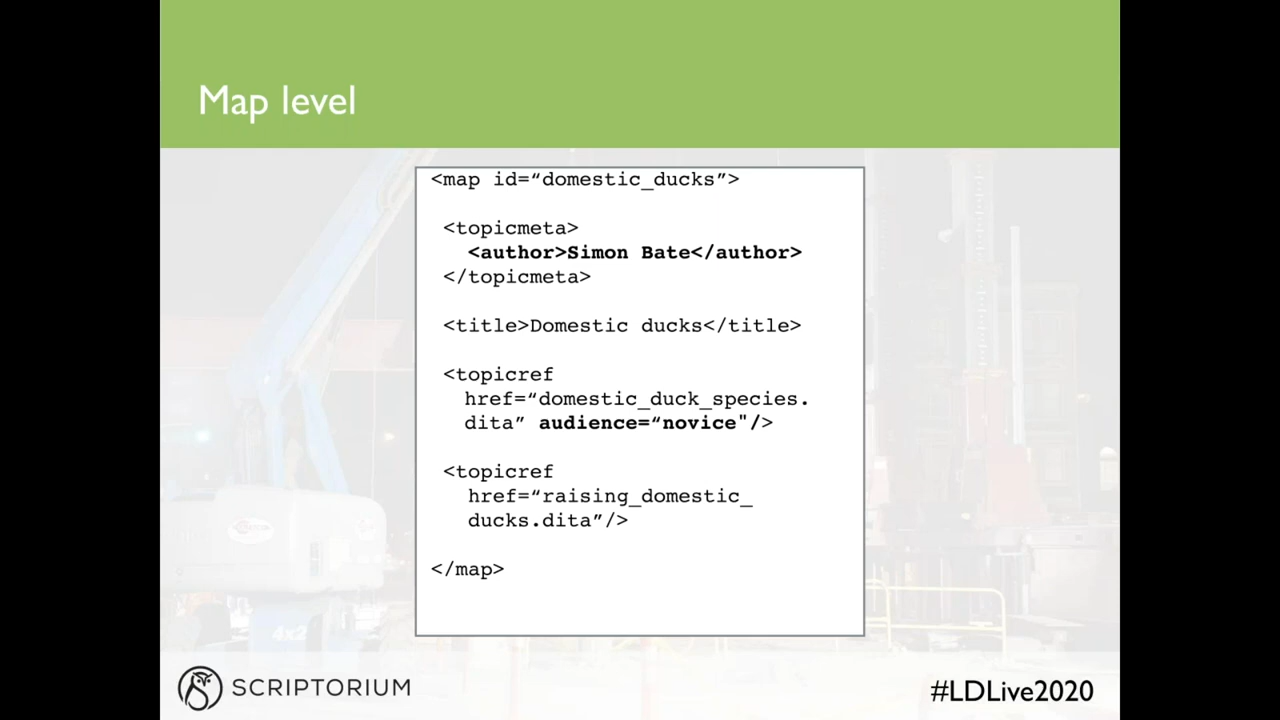 Map level
<map id=“domestic_ducks”>
<topicmeta>
<author>Simon Bate</author>
</topicmeta>
<title>Domestic ducks</title>
<topicref
href=“domestic_duck_species.
dita” audience=“novice"/>
<topicref
href=“raising_domestic_
ducks.dita”/>
</map>
4x2
SCRIPTORIUM
#LDLive2020